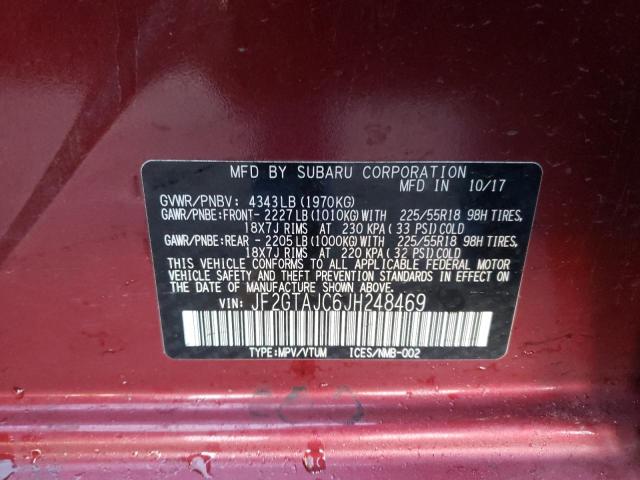 MFD BY SUBARU CORPORATION
MFD IN 10/17
GVWR/PNBV: 4343LB(1970KG)
GAWR/PNBE:FRONT- 2227LB(1010KG)WITH 225/55R18 98H TIRES,
18X7J RIMS AT 230 KPA(33 PSI)COLD
GAWR/PNBE:REAR - 2205LB(1000KG)WITH 225/55R18 98H TIRES,
18X7J RIMS AT 220 KPA(32 PSI)COLD
THIS VEHICLE CONFORMS TO ALL APPLICABLE FEDERAL MOTOR
VEHICLE SAFETY AND THEFT PREVENTION STANDARDS IN EFFECT
ON THE DATE OF MANUFACTURE SHOWN ABOVE.
VIN: JF2GTAJC6JH248469
TYPE:MPV/VTUM ICES/NMB-002